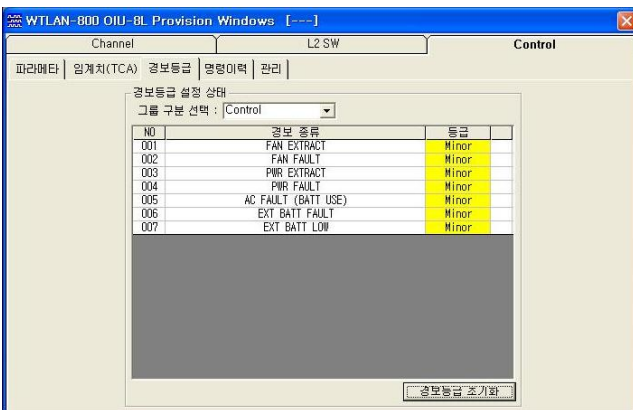 WTLAN-800 OIU-8L Provision Windows [---]
Channel L2 SW Control
파라메타 임계치(TCA) 경보등급 명령이력 관리
경보등급 설정 상태
그룹 구분 선택 : Control
NO 경보 종류 등급
001 FAN EXTRACT Minor
002 FAN FAULT Minor
003 PWR EXTRACT Minor
004 PWR FAULT Minor
005 AC FAULT (BATT USE) Minor
006 EXT BATT FAULT Minor
007 EXT BATT LOW Minor
경보등급 초기화